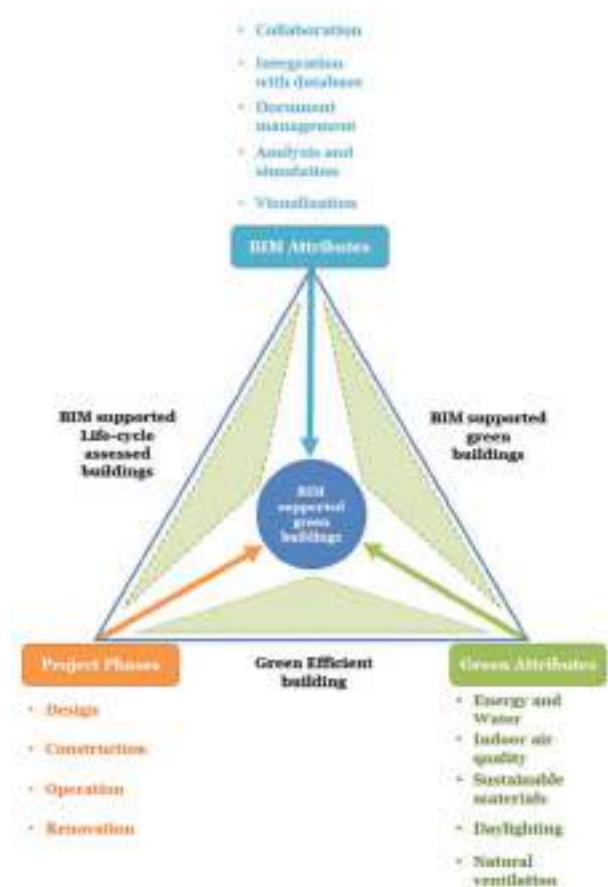 • Collaboration
• Integration
with database
• Document
management
• Analysis and
simulation
• Visualization
BIM Attributes
BIM supported
Life-cycle
assessed
buildings
BIM supported
green
buildings
BIM
supported
green
buildings
Project Phases
Green Efficient
building
Green Attributes
• Design
• Construction
• Operation
• Renovation
• Energy and
Water
• Indoor air
quality
• Sustainable
materials
• Daylighting
• Natural
ventilation